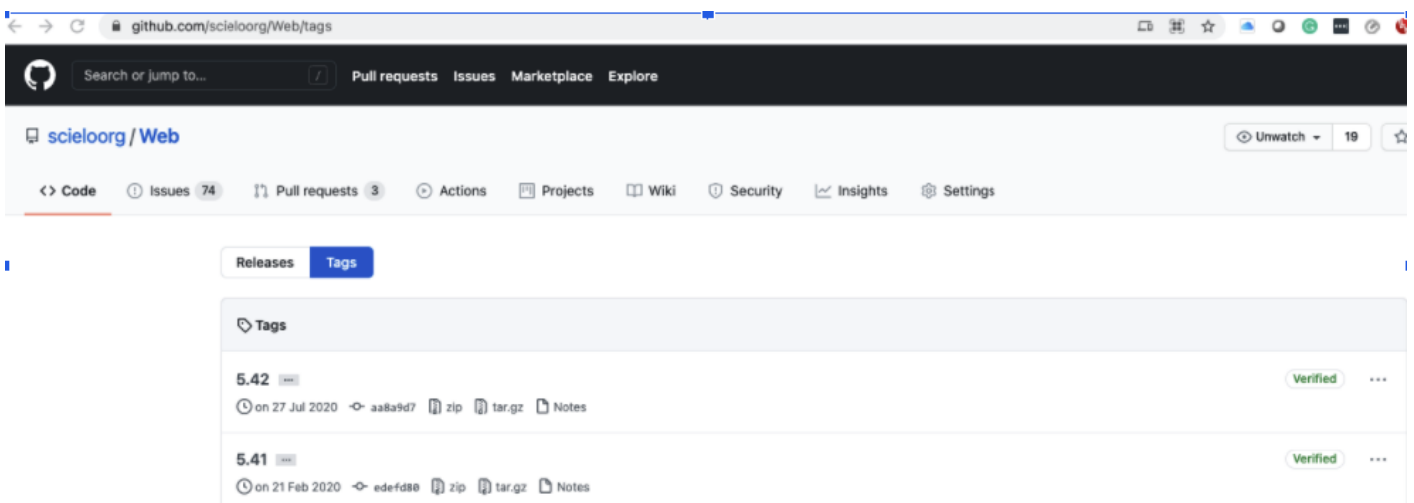 github.com/scieloorg/Web/tags
Search or jump to... / Pull requests Issues Marketplace Explore
scieloorg / Web Unwatch 19
<> Code Issues 74 Pull requests 3 Actions Projects Wiki Security Insights Settings
Releases Tags
Tags
5.42 ... Verified ...
on 27 Jul 2020 aa8a9d7 zip tar.gz Notes
5.41 ... Verified ...
on 21 Feb 2020 edefd80 zip tar.gz Notes